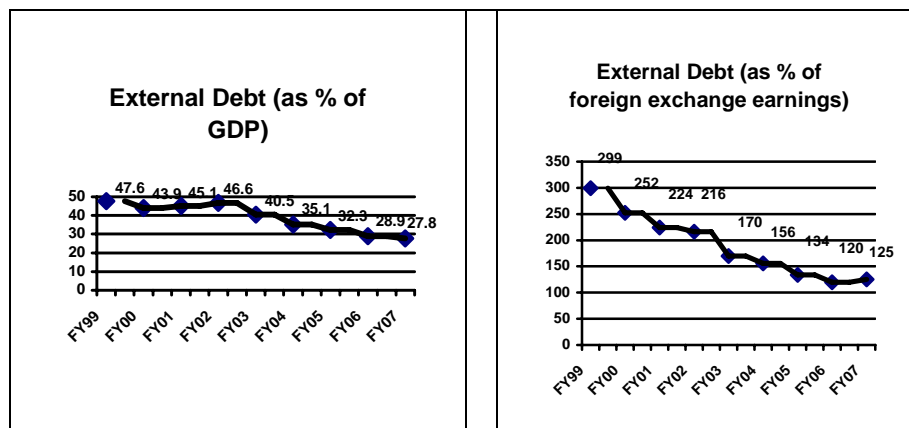 External Debt (as % of
GDP)
50
40
30
20
10
0
47.6
43.9
45.1
46.6
40.5
35.1
32.3
28.9
27.8
FY99
FY00
FY01
FY02
FY03
FY04
FY05
FY06
FY07
External Debt (as % of
foreign exchange earnings)
350
300
250
200
150
100
50
0
299
252
224
216
170
156
134
120
125
FY99
FY00
FY01
FY02
FY03
FY04
FY05
FY06
FY07